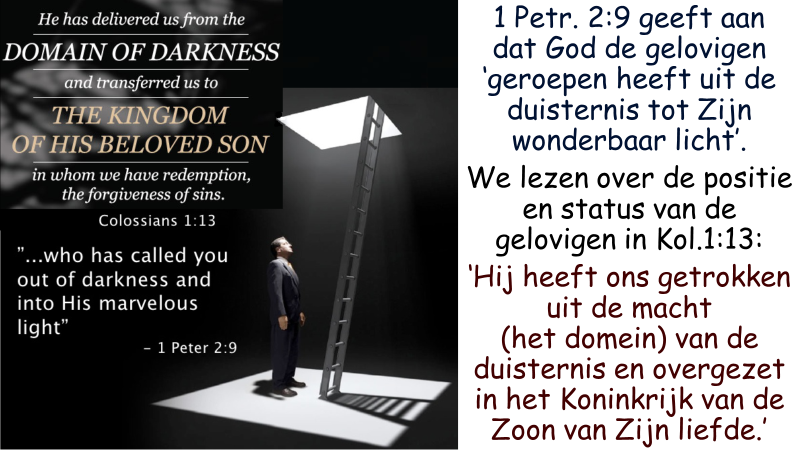 He has delivered us from the
DOMAIN OF DARKNESS
and transferred us to
THE KINGDOM
OF HIS BELOVED SON
in whom we have redemption,
the forgiveness of sins.
Colossians 1:13
"...who has called you
out of darkness and
into His marvelous
light"
– 1 Peter 2:9
1 Petr. 2:9 geeft aan
dat God de gelovigen
'geroepen heeft uit de
duisternis tot Zijn
wonderbaar licht'.
We lezen over de positie
en status van de
gelovigen in Kol.1:13:
'Hij heeft ons getrokken
uit de macht
(het domein) van de
duisternis en overgezet
in het Koninkrijk van de
Zoon van Zijn liefde.'